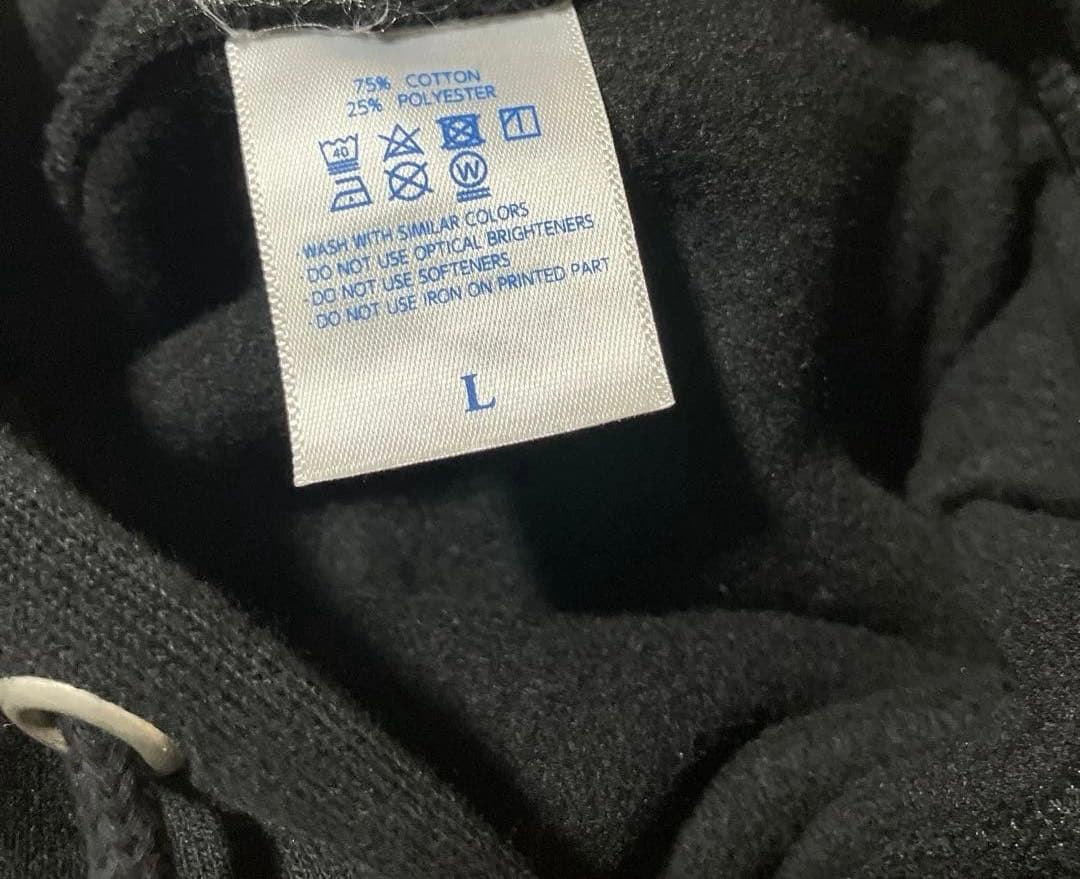 75% COTTON
25% POLYESTER
40
W
WASH WITH SIMILAR COLORS
DO NOT USE OPTICAL BRIGHTENERS
·DO NOT USE SOFTENERS
·DO NOT USE IRON ON PRINTED PART
L